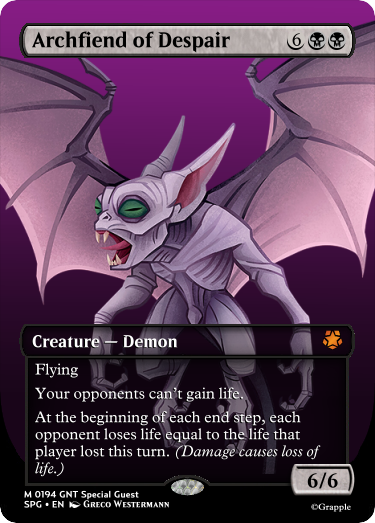 Archfiend of Despair 6
Creature — Demon
Flying
Your opponents can't gain life.
At the beginning of each end step, each
opponent loses life equal to the life that
player lost this turn. (Damage causes loss of
life.)
6/6
M 0194 GNT Special Guest
SPG • EN Greco Westermann
©Grapple